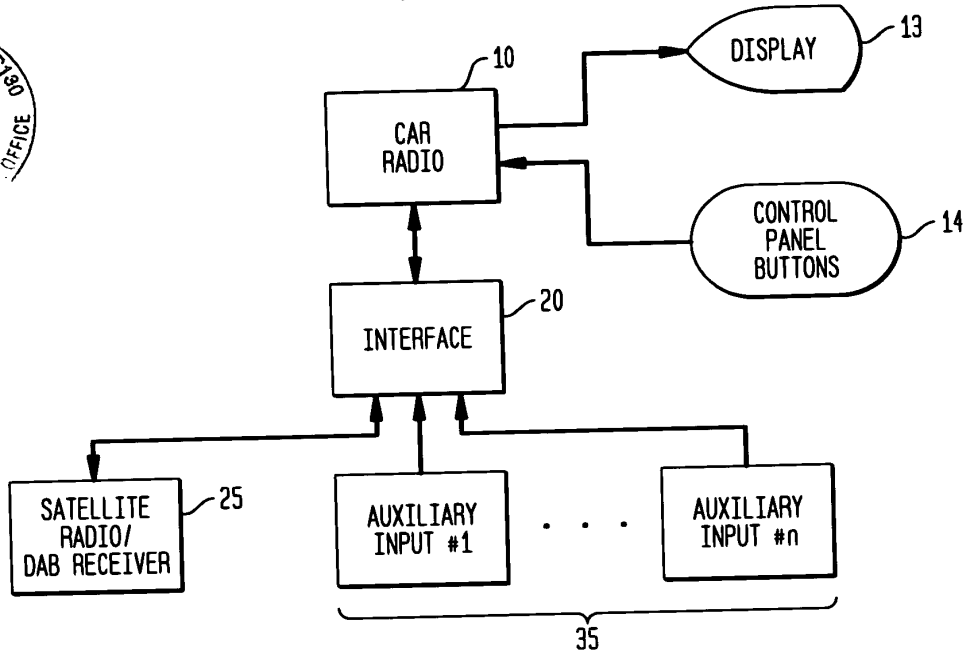 10
13
DISPLAY
CAR
RADIO
CONTROL
PANEL
BUTTONS
14
20
INTERFACE
SATELLITE
RADIO/
DAB RECEIVER
25
AUXILIARY
INPUT #1
. . .
AUXILIARY
INPUT #n
35
OFFICE